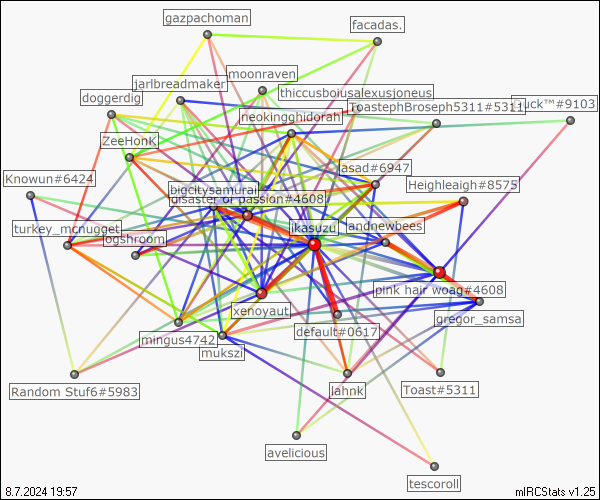 gazpachoman
facadas.
moonraven
jarlbreadmaker
thiccusboiusalexusjoneus
doggerdig
ToastephBroseph5311#5311
uck™#9103
neokingghidorah
ZeeHonK
lasad#6947
Knowun#6424
Heighleaigh#8575
bigcitysamurai
disaster of passion#4608
turkey_mcnugget
ikasuzu
andnewbees
ogshroom
pink hair woag#4608
xenoyaut
default#0617
gregor_samsa
mingus4742
mukszi
Random Stuf6#5983
lahnk
Toast#5311
avelicious
tescoroll
8.7.2024 19:57
mIRCStats v1.25